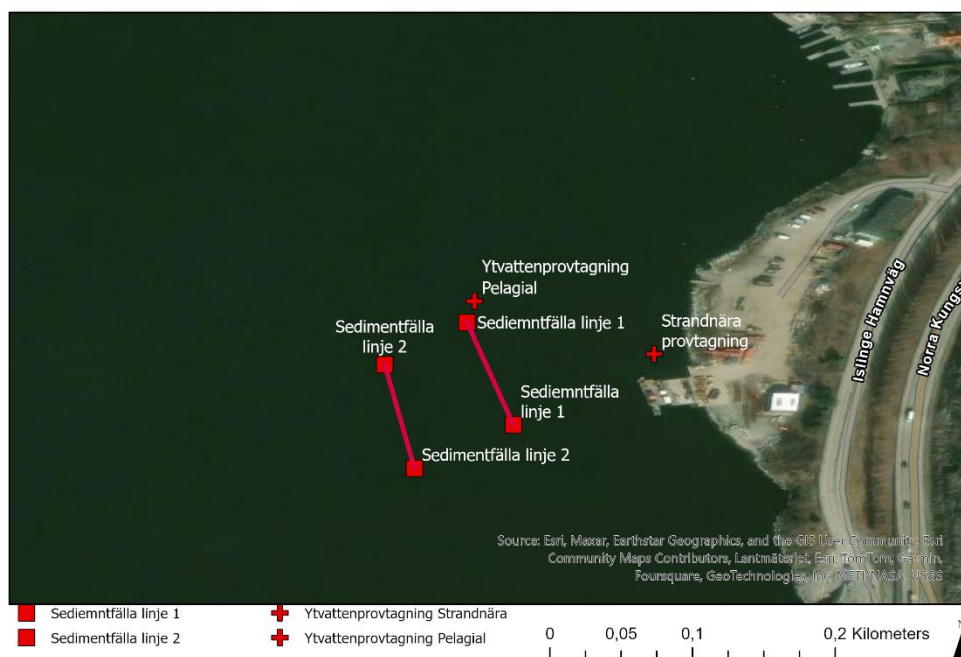 Ytvattenprovtagning
Pelagial
Sediemntfälla linje 1
Sedimentfälla
linje 2
Strandnära
provtagning
Sediemntfälla
linje 1
Sedimentfälla linje 2
Islinge Hamnväg
Norra Kungsv
Source: Esri, Maxar, Earthstar Geographics, and the GIS User Community, Esri
Community Maps Contributors, Lantmäteriet, Esri, TomTom, Garmin,
Foursquare, GeoTechnologies, Inc, METI/NASA, USGS
Sediemntfälla linje 1
Sedimentfälla linje 2
Ytvattenprovtagning Strandnära
Ytvattenprovtagning Pelagial
0 0,05 0,1 0,2 Kilometers
N